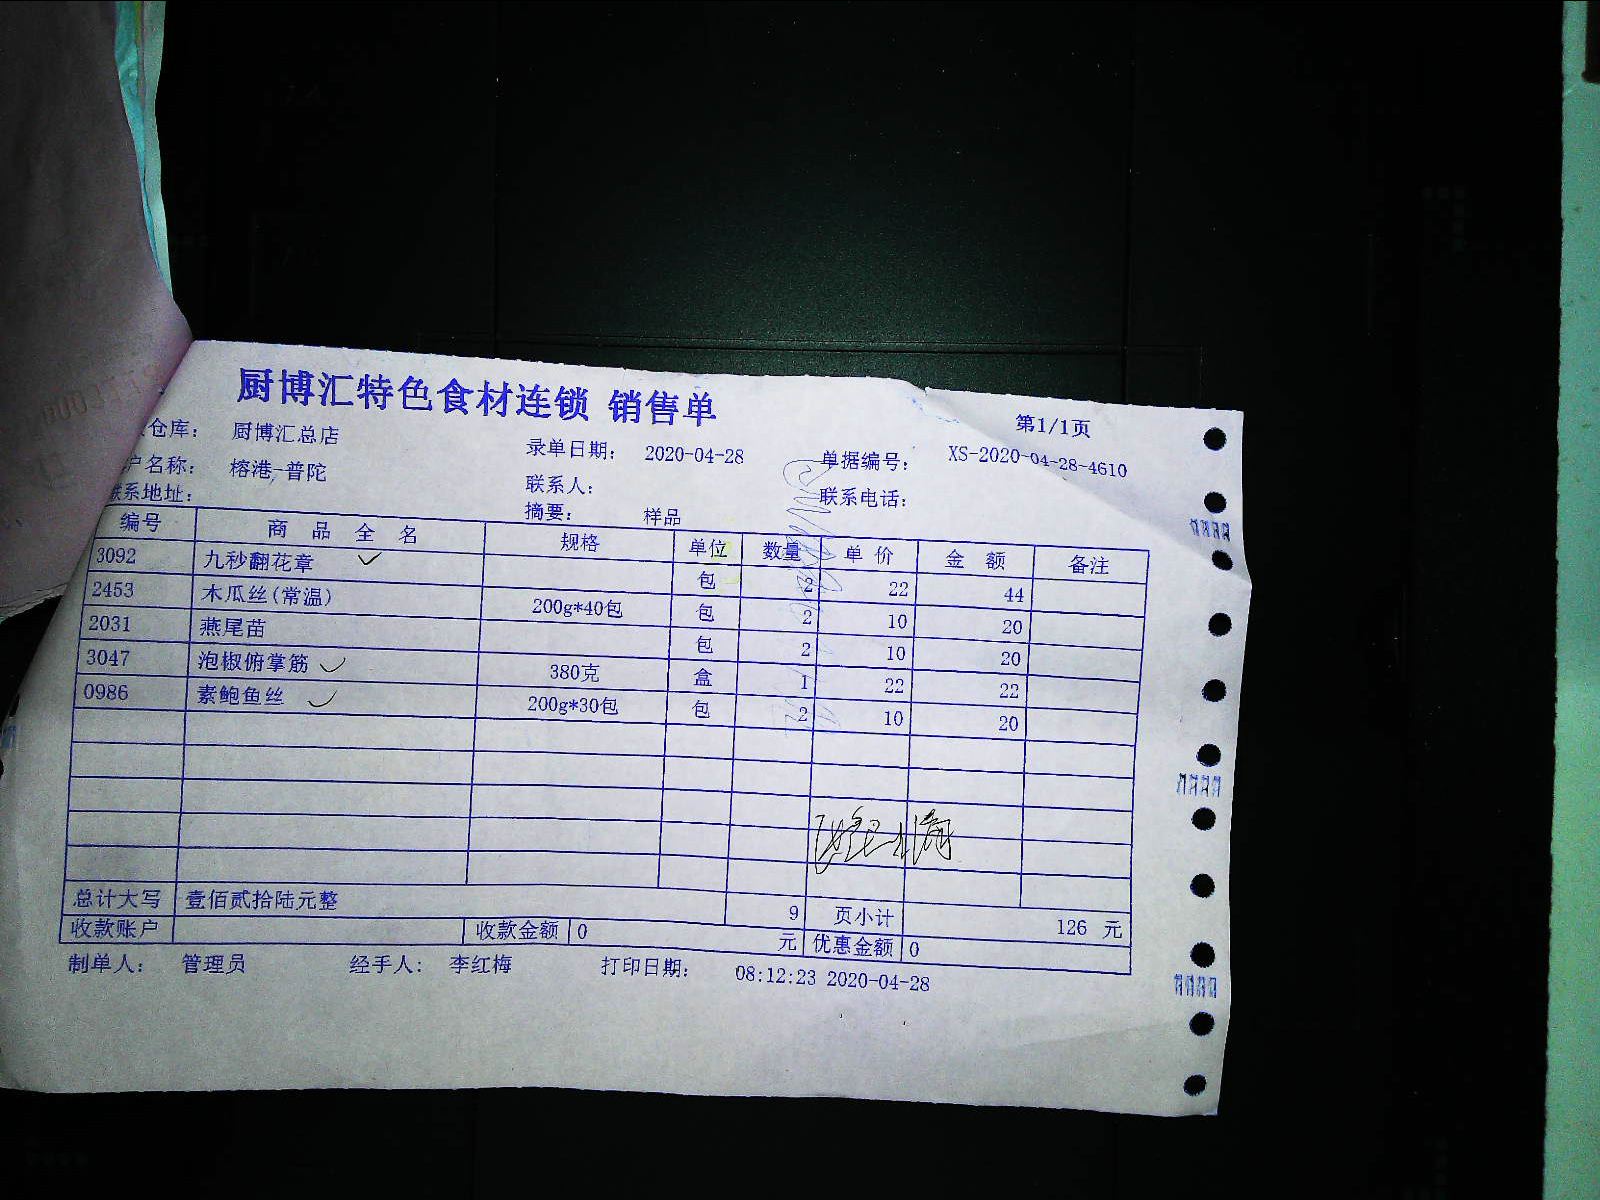 厨博汇特色食材连锁 销售单
第1/1页
仓库： 厨博汇总店 录单日期： 2020-04-28 单据编号： XS-2020-04-28-4610
户名称： 榕港-普陀 联系人： 联系电话：
联系地址： 摘要： 样品
编号 商品全名 规格 单位 数量 单价 金额 备注
3092 九秒翻花章 包 2 22 44
2453 木瓜丝(常温) 200g*40包 包 2 10 20
2031 燕尾苗 包 2 10 20
3047 泡椒俯掌筋 380克 盒 1 22 22
0986 素鲍鱼丝 200g*30包 包 2 10 20
总计大写 壹佰贰拾陆元整 9 页小计 126 元
收款账户 收款金额 0 元 优惠金额 0
制单人： 管理员 经手人： 李红梅 打印日期： 08:12:23 2020-04-28